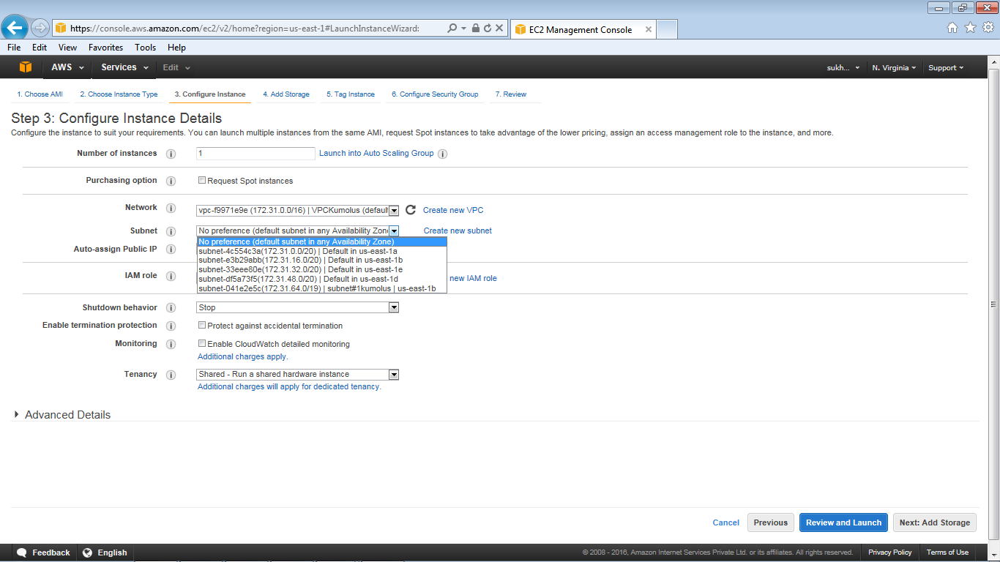 https://console.aws.amazon.com/ec2/v2/home?region=us-east-1#LaunchInstanceWizard:
EC2 Management Console
File Edit View Favorites Tools Help
AWS Services Edit sukh... N. Virginia Support
1. Choose AMI 2. Choose Instance Type 3. Configure Instance 4. Add Storage 5. Tag Instance 6. Configure Security Group 7. Review
Step 3: Configure Instance Details
Configure the instance to suit your requirements. You can launch multiple instances from the same AMI, request Spot instances to take advantage of the lower pricing, assign an access management role to the instance, and more.
Number of instances 1 Launch into Auto Scaling Group
Purchasing option Request Spot instances
Network vpc-f9971e9e (172.31.0.0/16) | VPCKumolus (default Create new VPC
Subnet No preference (default subnet in any Availability Zone Create new subnet
No preference (default subnet in any Availability Zone)
Auto-assign Public IP
subnet-4c554c3a(172.31.0.0/20) | Default in us-east-1a
subnet-e3b29abb(172.31.16.0/20) | Default in us-east-1b
subnet-33eee80e(172.31.32.0/20) | Default in us-east-1e
IAM role
subnet-df5a73f5(172.31.48.0/20) | Default in us-east-1d new IAM role
subnet-041e2e5c(172.31.64.0/19) | subnet#1kumolus | us-east-1b
Shutdown behavior Stop
Enable termination protection Protect against accidental termination
Monitoring Enable CloudWatch detailed monitoring
Additional charges apply.
Tenancy Shared - Run a shared hardware instance
Additional charges will apply for dedicated tenancy.
Advanced Details
Cancel Previous Review and Launch Next: Add Storage
Feedback English © 2008 - 2016, Amazon Internet Services Private Ltd. or its affiliates. All rights reserved. Privacy Policy Terms of Use